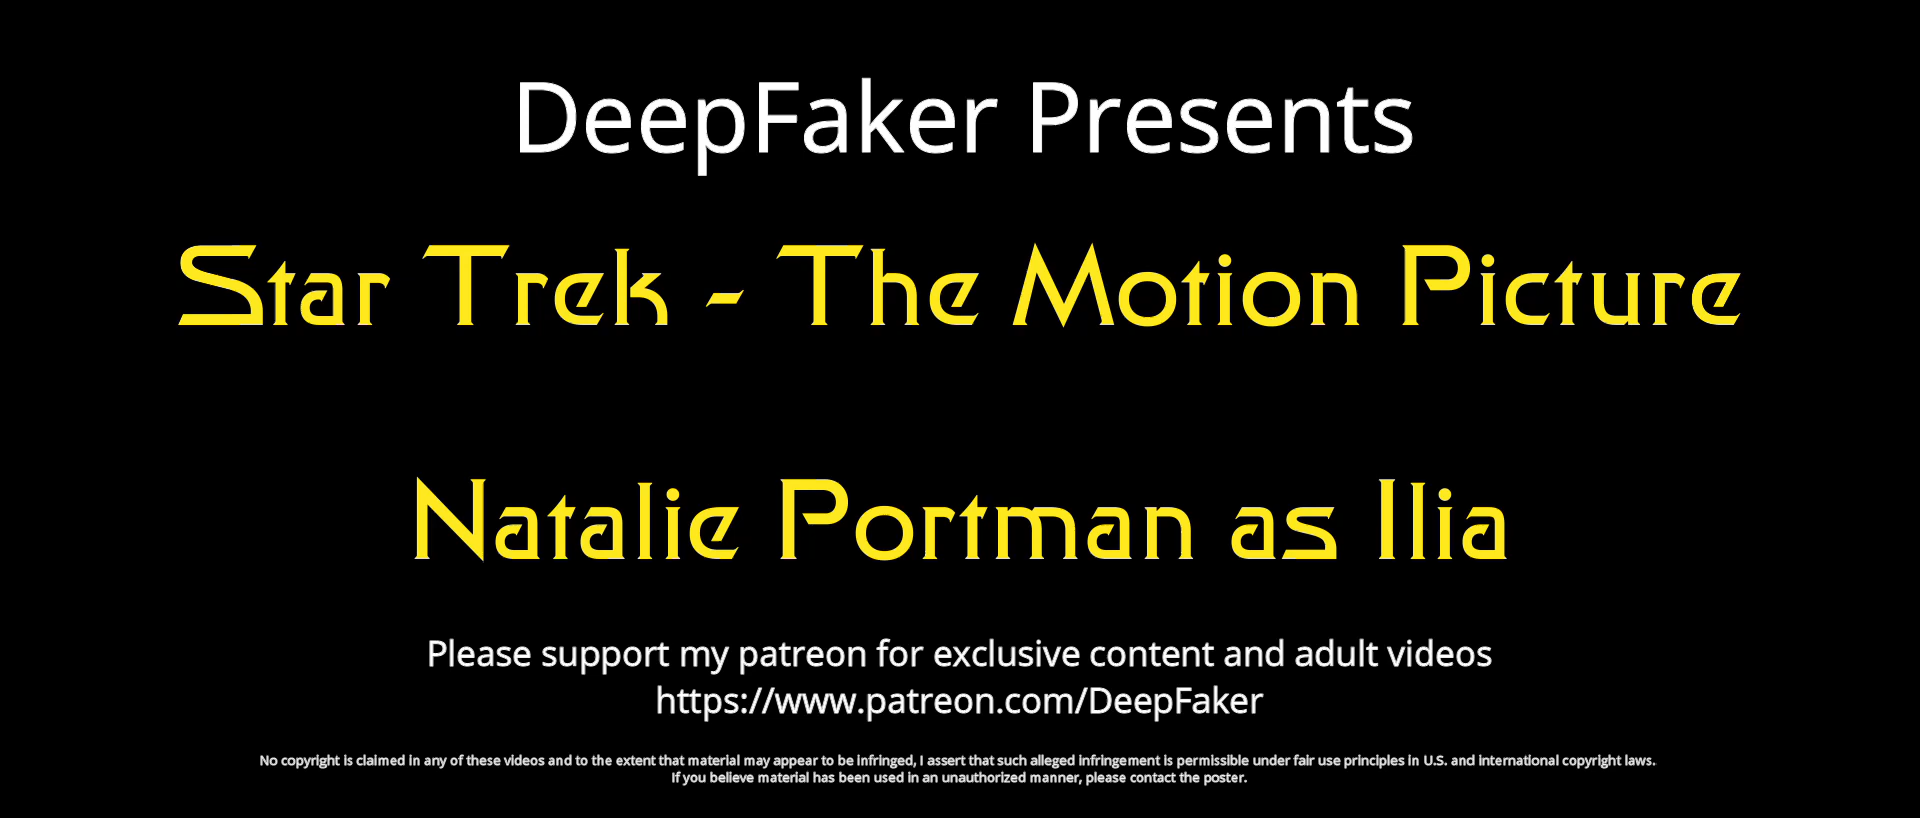 DeepFaker Presents
Star Trek - The Motion Picture
Natalie Portman as Ilia
Please support my patreon for exclusive content and adult videos
https://www.patreon.com/DeepFaker
No copyright is claimed in any of these videos and to the extent that material may appear to be infringed, I assert that such alleged infringement is permissible under fair use principles in U.S. and international copyright laws.
If you believe material has been used in an unauthorized manner, please contact the poster.